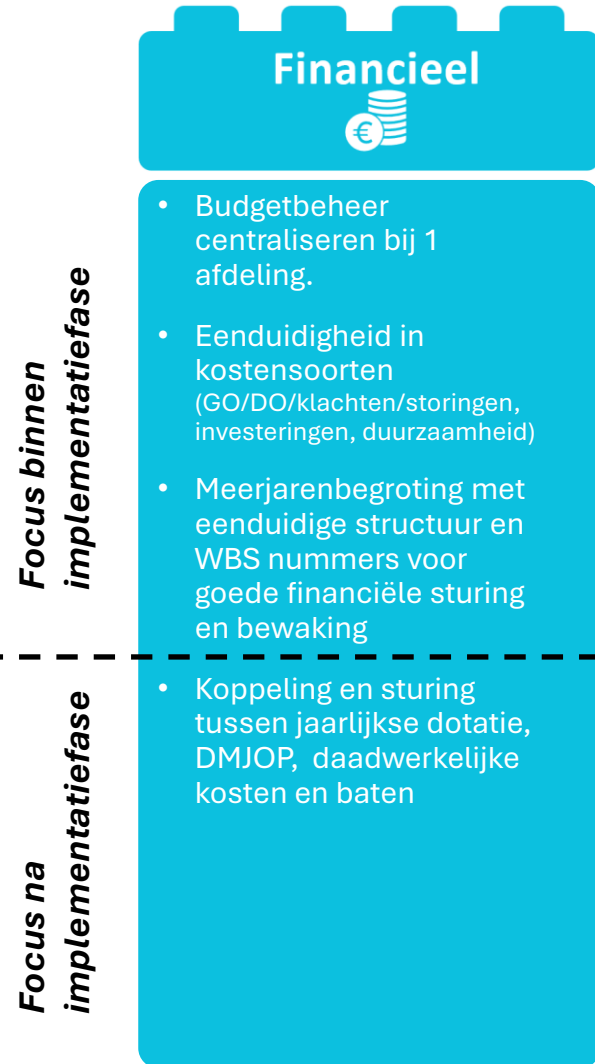 Financieel
€
Focus binnen
implementatiefase
• Budgetbeheer
centraliseren bij 1
afdeling.
• Eenduidigheid in
kostensoorten
(GO/DO/klachten/storingen,
investeringen, duurzaamheid)
• Meerjarenbegroting met
eenduidige structuur en
WBS nummers voor
goede financiële sturing
en bewaking
Focus na
implementatiefase
• Koppeling en sturing
tussen jaarlijkse dotatie,
DMJOP, daadwerkelijke
kosten en baten